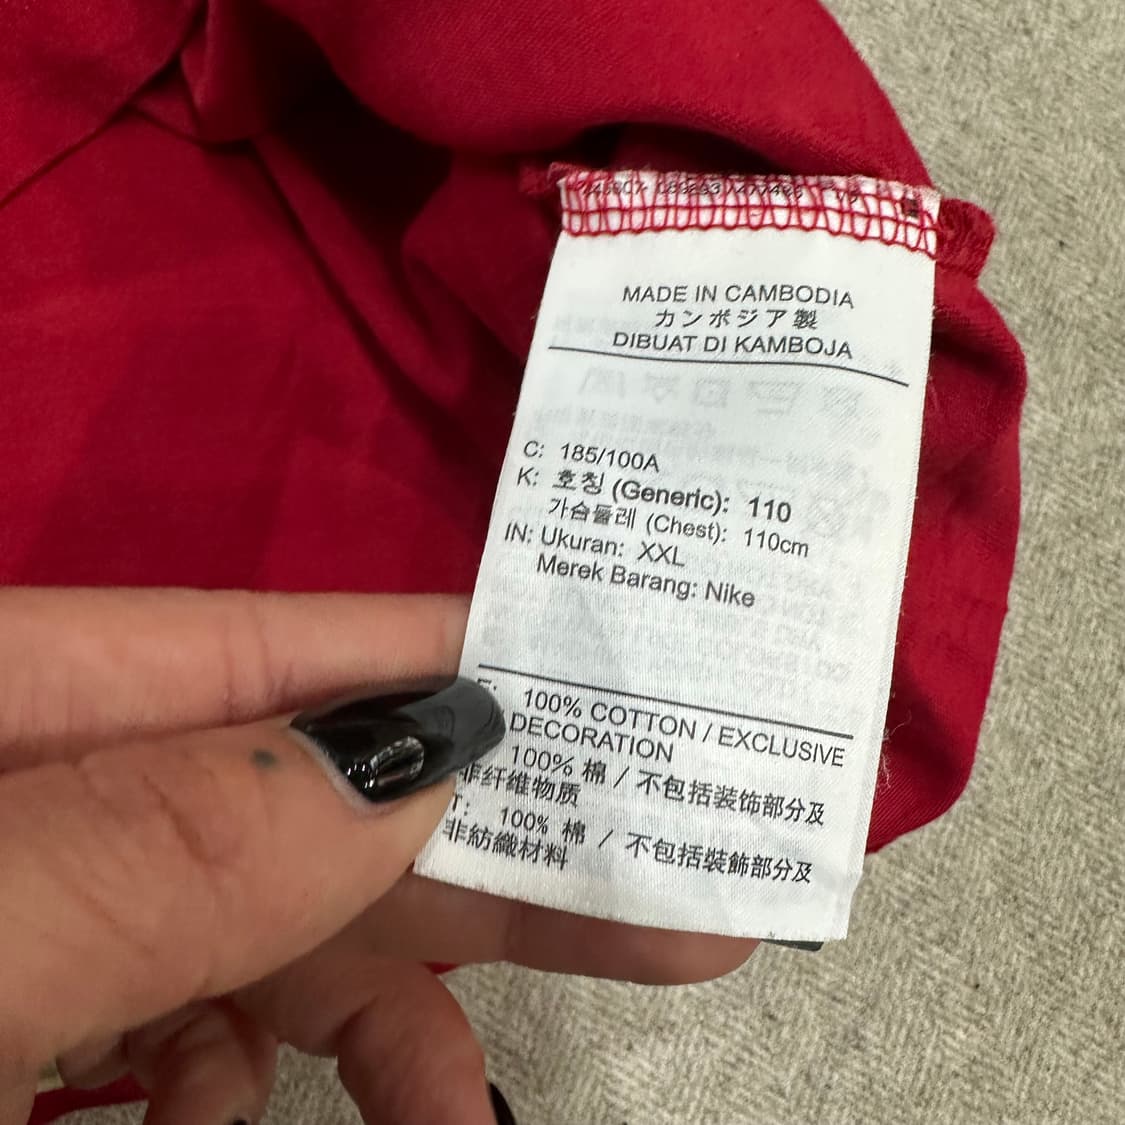 MADE IN CAMBODIA
カンボジア製
DIBUAT DI KAMBOJA
C: 185/100A
K: 호칭 (Generic): 110
가슴둘레 (Chest): 110cm
IN: Ukuran: XXL
Merek Barang: Nike
E: 100% COTTON / EXCLUSIVE
DECORATION
100% 棉 / 不包括装饰部分及
非纤维物质
T: 100% 棉 / 不包括裝飾部分及
非紡織材料